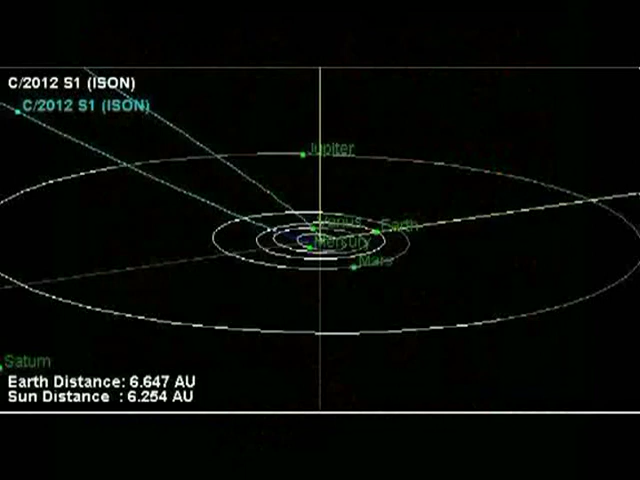 C/2012 S1 (ISON)
C/2012 S1 (ISON)
Jupiter
Venus
Earth
Mercury
Mars
Saturn
Earth Distance: 6.647 AU
Sun Distance : 6.254 AU